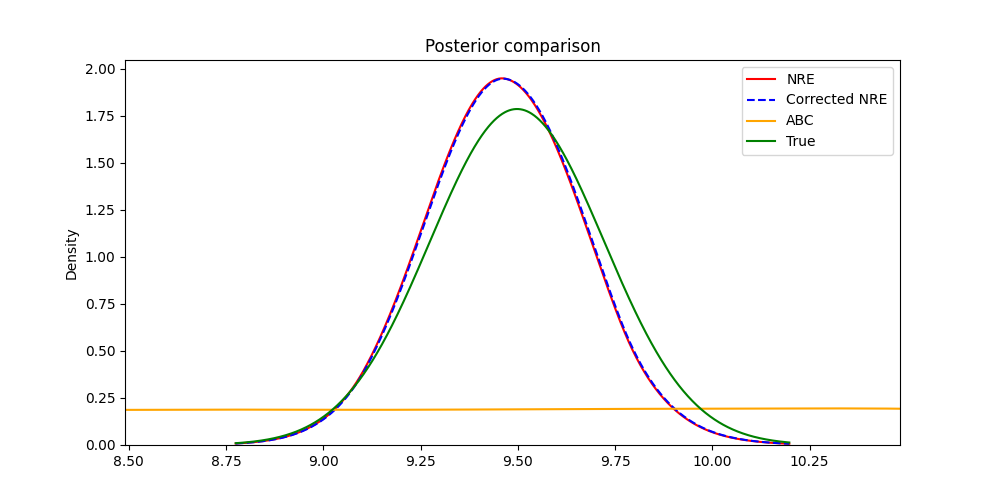 Posterior comparison
2.00
1.75
1.50
1.25
1.00
0.75
0.50
0.25
0.00
Density
8.50 8.75 9.00 9.25 9.50 9.75 10.00 10.25
NRE
Corrected NRE
ABC
True